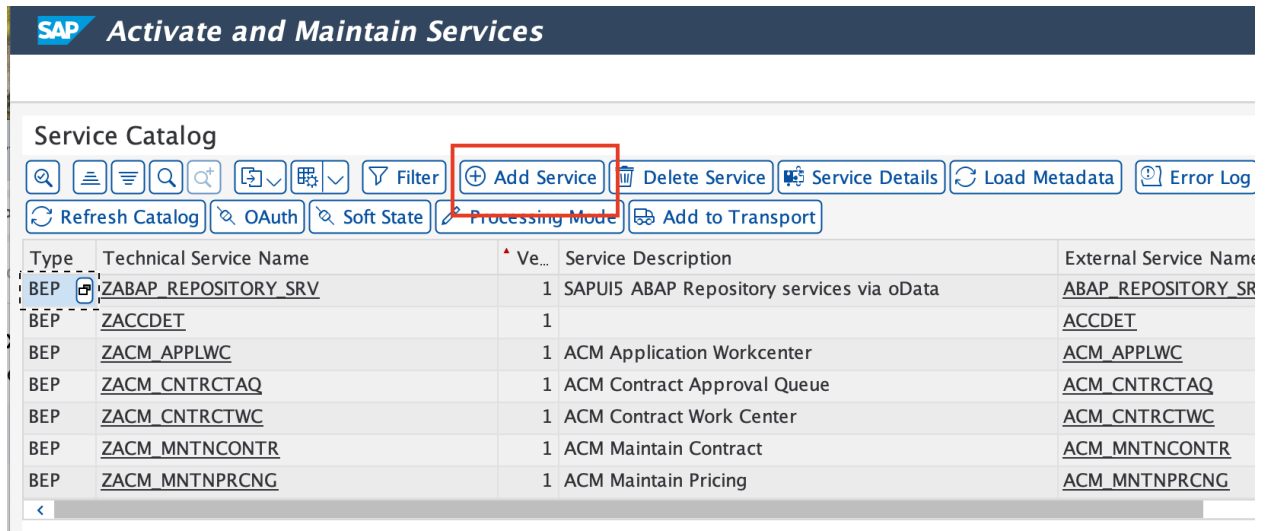 SAP Activate and Maintain Services
Service Catalog
Filter Add Service Delete Service Service Details Load Metadata Error Log
Refresh Catalog OAuth Soft State Processing Mode Add to Transport
Type Technical Service Name Ve... Service Description External Service Name
BEP ZABAP_REPOSITORY_SRV 1 SAPUI5 ABAP Repository services via oData ABAP_REPOSITORY_SR
BEP ZACCDET 1 ACCDET
BEP ZACM_APPLWC 1 ACM Application Workcenter ACM_APPLWC
BEP ZACM_CNTRCTAQ 1 ACM Contract Approval Queue ACM_CNTRCTAQ
BEP ZACM_CNTRCTWC 1 ACM Contract Work Center ACM_CNTRCTWC
BEP ZACM_MNTNCONTR 1 ACM Maintain Contract ACM_MNTNCONTR
BEP ZACM_MNTNPRCNG 1 ACM Maintain Pricing ACM_MNTNPRCNG